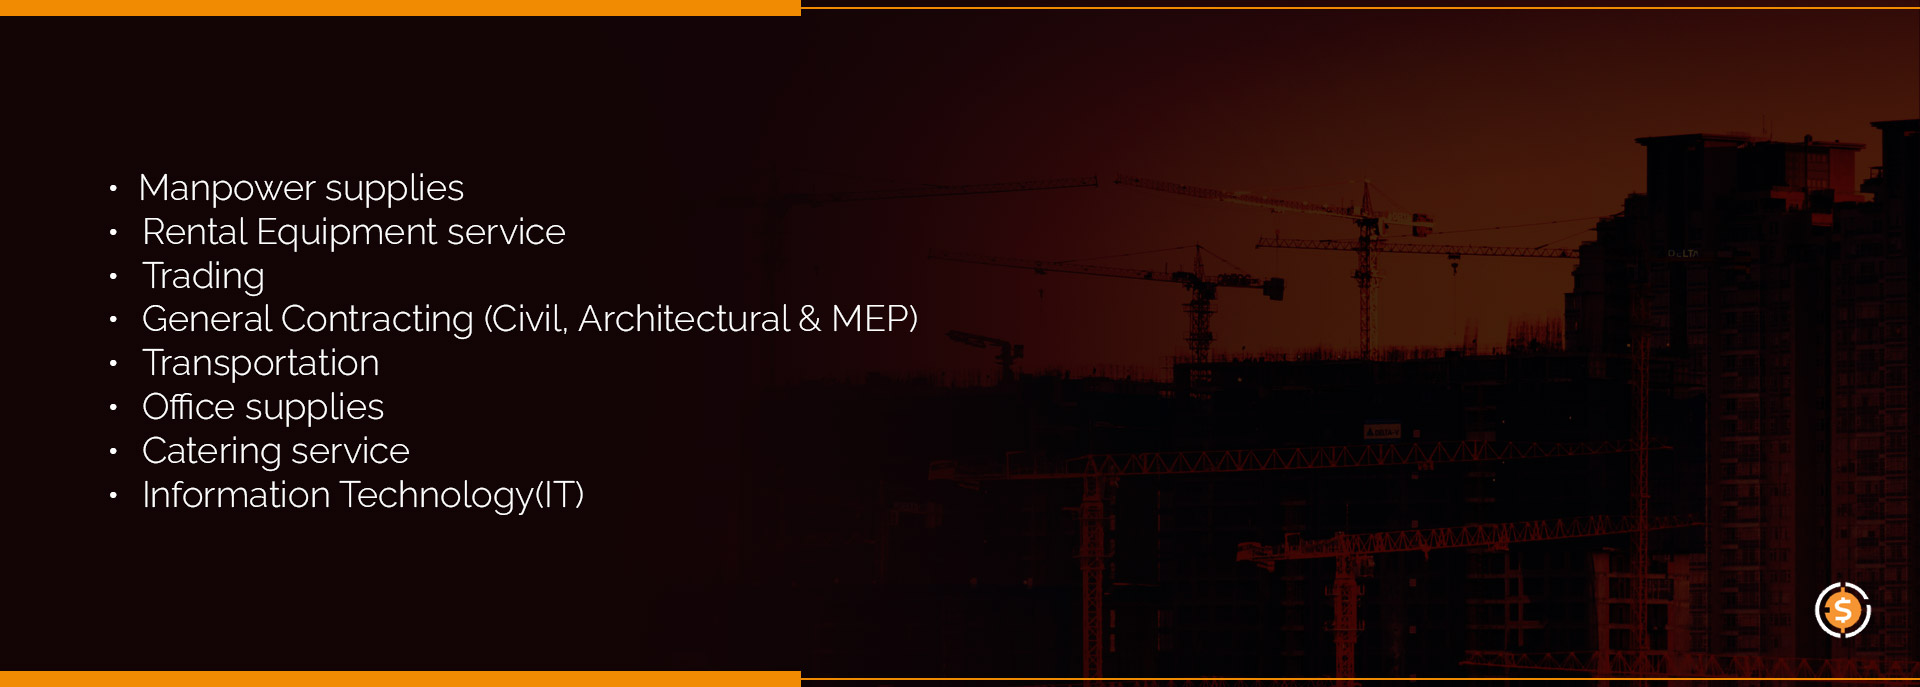 • Manpower supplies
• Rental Equipment service
• Trading
• General Contracting (Civil, Architectural & MEP)
• Transportation
• Office supplies
• Catering service
• Information Technology(IT)
$